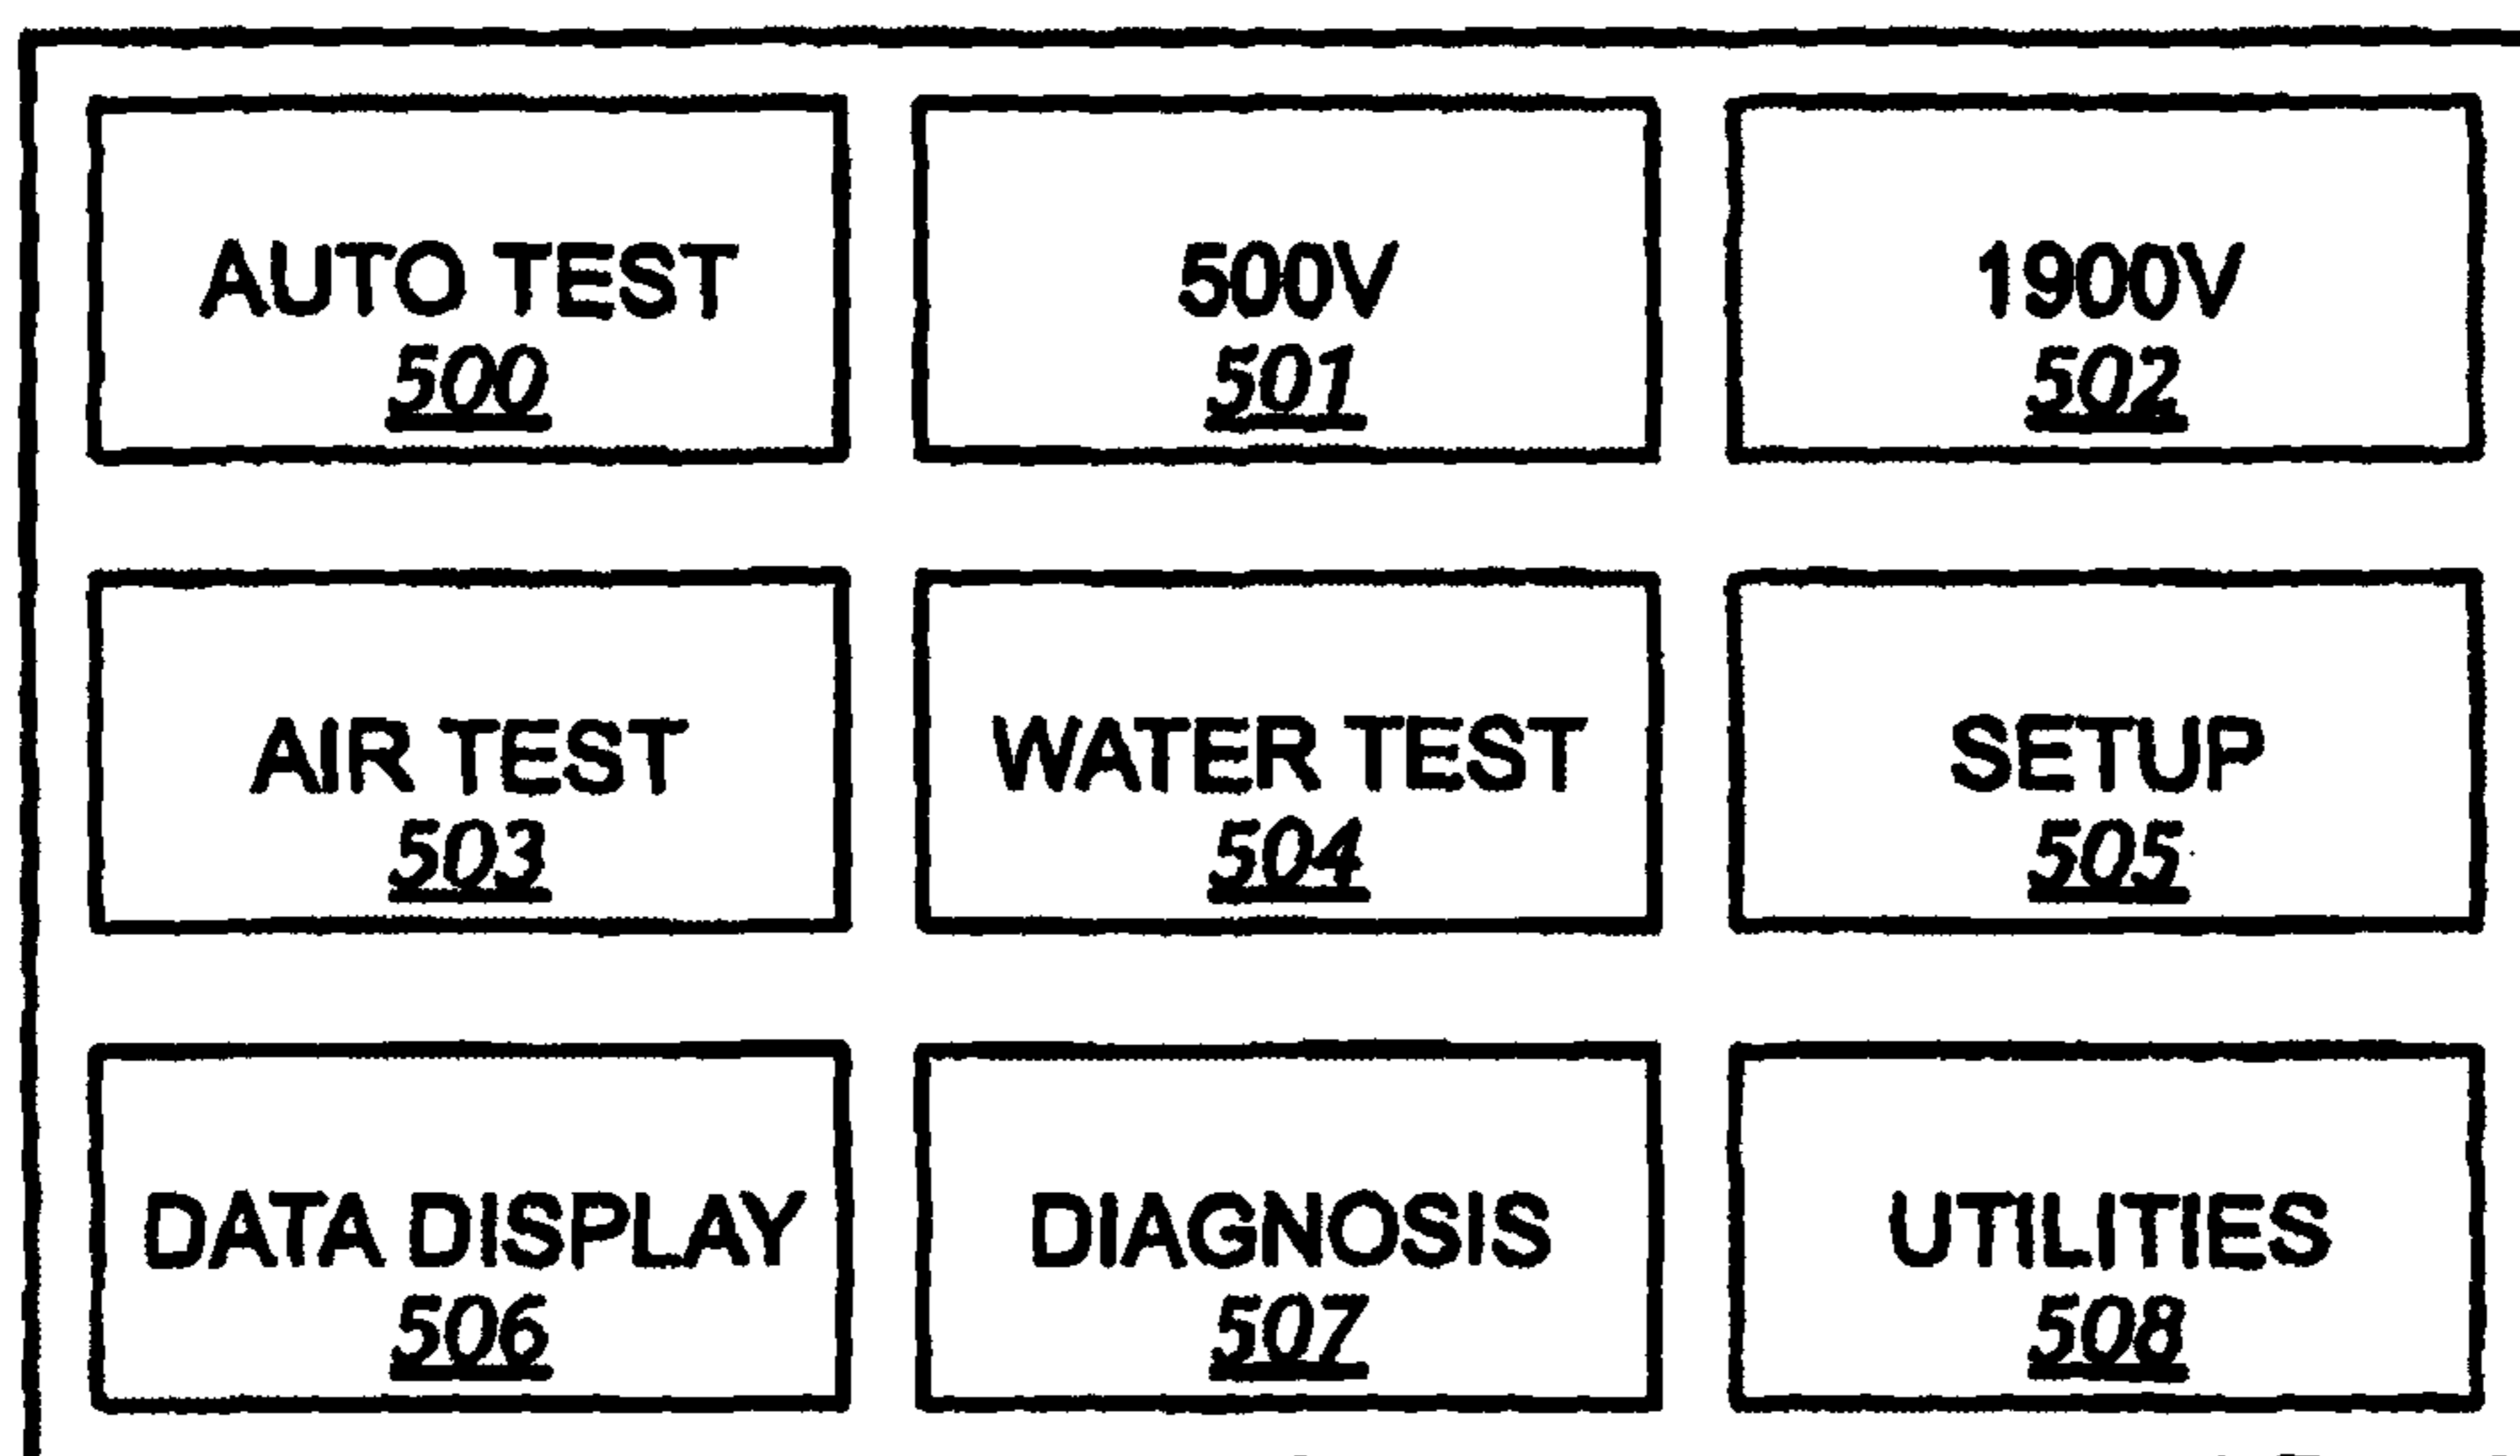 AUTO TEST
500
500V
501
1900V
502
AIR TEST
503
WATER TEST
504
SETUP
505
DATA DISPLAY
506
DIAGNOSIS
507
UTILITIES
508